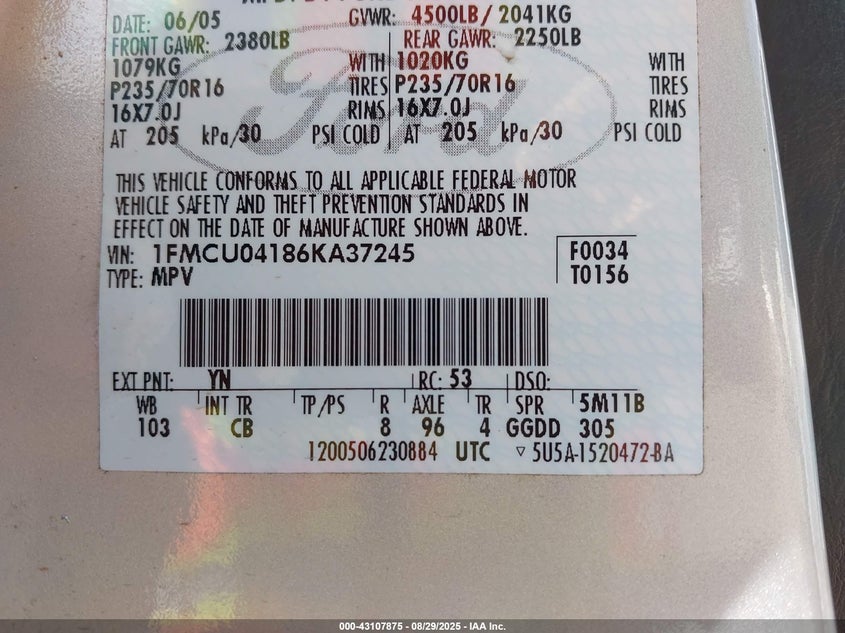 DATE: 06/05 GVWR: 4500LB/ 2041KG
FRONT GAWR: 2380LB REAR GAWR: 2250LB
1079KG WITH 1020KG WITH
P235/70R16 TIRES P235/70R16 TIRES
16X7.0J RIMS 16X7.0J RIMS
AT 205 kPa/30 PSI COLD AT 205 kPa/30 PSI COLD
Ford
THIS VEHICLE CONFORMS TO ALL APPLICABLE FEDERAL MOTOR
VEHICLE SAFETY AND THEFT PREVENTION STANDARDS IN
EFFECT ON THE DATE OF MANUFACTURE SHOWN ABOVE.
VIN: 1FMCU04186KA37245 F0034
TYPE: MPV T0156
EXT PNT: YN RC: 53 DSO:
WB INT TR TP/PS R AXLE TR SPR 5M11B
103 CB 8 96 4 GGDD 305
1200506230884 UTC ▽ 5U5A-1520472-BA
000-43107875 - 08/29/2025 - IAA Inc.